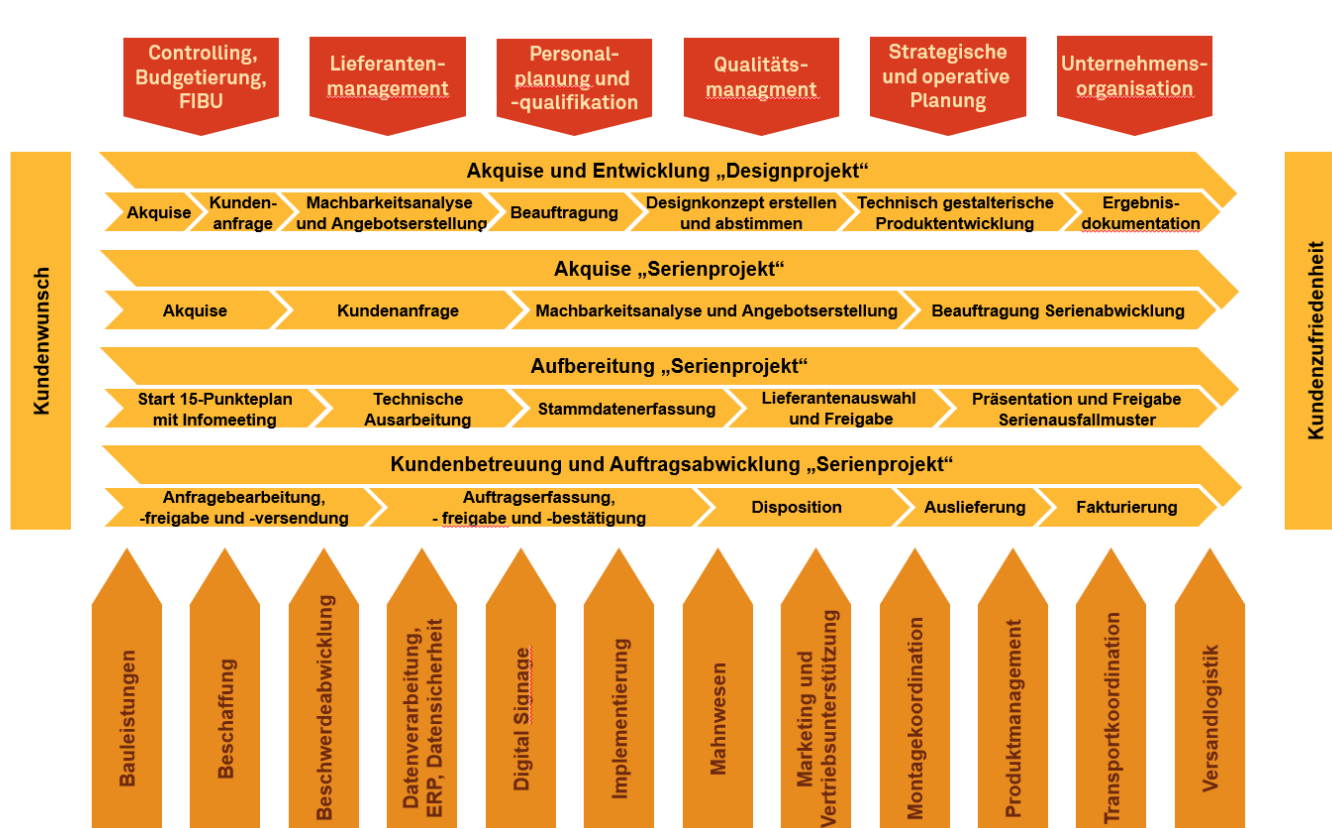 Controlling,
Budgetierung,
FIBU
Lieferanten-
management
Personal-
planung und
-qualifikation
Qualitäts-
managment
Strategische
und operative
Planung
Unternehmens-
organisation
Kundenwunsch
Akquise und Entwicklung „Designprojekt“
Akquise
Kunden-
anfrage
Machbarkeitsanalyse
und Angebotserstellung
Beauftragung
Designkonzept erstellen
und abstimmen
Technisch gestalterische
Produktentwicklung
Ergebnis-
dokumentation
Akquise „Serienprojekt“
Akquise
Kundenanfrage
Machbarkeitsanalyse und Angebotserstellung
Beauftragung Serienabwicklung
Aufbereitung „Serienprojekt“
Start 15-Punkteplan
mit Infomeeting
Technische
Ausarbeitung
Stammdatenerfassung
Lieferantenauswahl
und Freigabe
Präsentation und Freigabe
Serienausfallmuster
Kundenbetreuung und Auftragsabwicklung „Serienprojekt“
Anfragebearbeitung,
-freigabe und -versendung
Auftragserfassung,
- freigabe und -bestätigung
Disposition
Auslieferung
Fakturierung
Kundenzufriedenheit
Bauleistungen
Beschaffung
Beschwerdeabwicklung
Datenverarbeitung,
ERP, Datensicherheit
Digital Signage
Implementierung
Mahnwesen
Marketing und
Vertriebsunterstützung
Montagekoordination
Produktmanagement
Transportkoordination
Versandlogistik